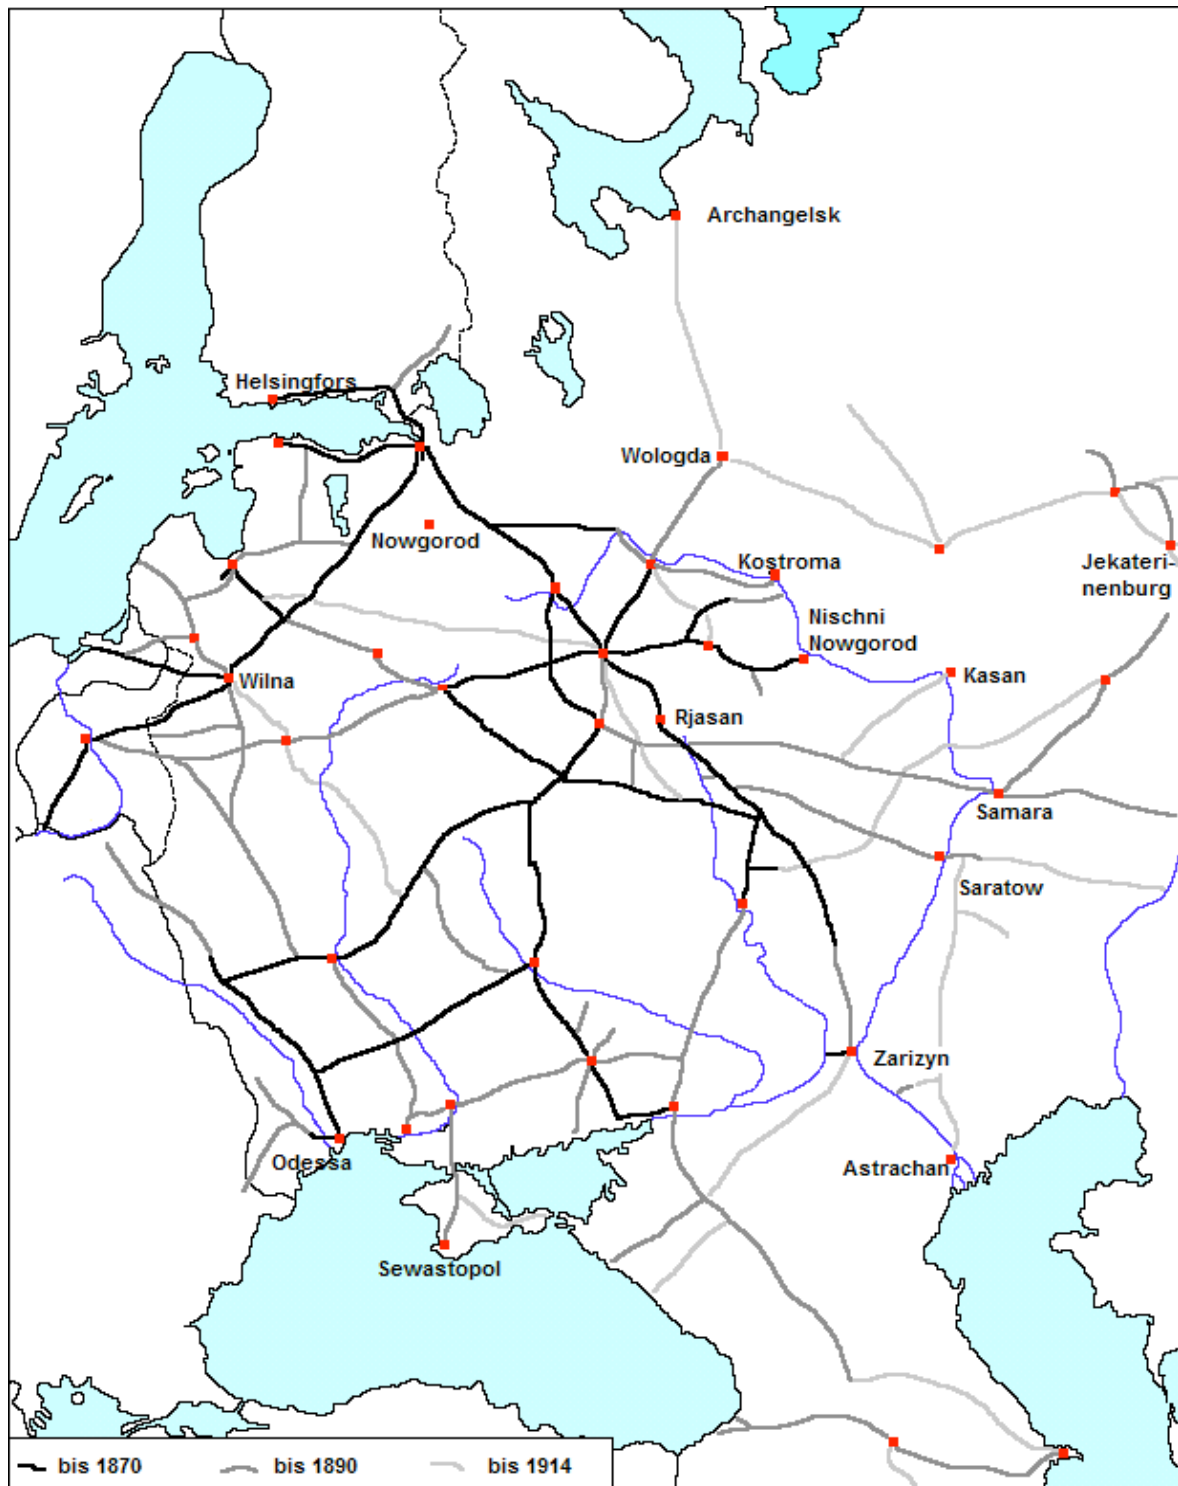 Archangelsk
Helsingfors
Wologda
Nowgorod
Kostroma
Jekateri-
nenburg
Nischni
Nowgorod
Wilna
Kasan
Rjasan
Samara
Saratow
Zarizyn
Odessa
Astrachan
Sewastopol
bis 1870
bis 1890
bis 1914